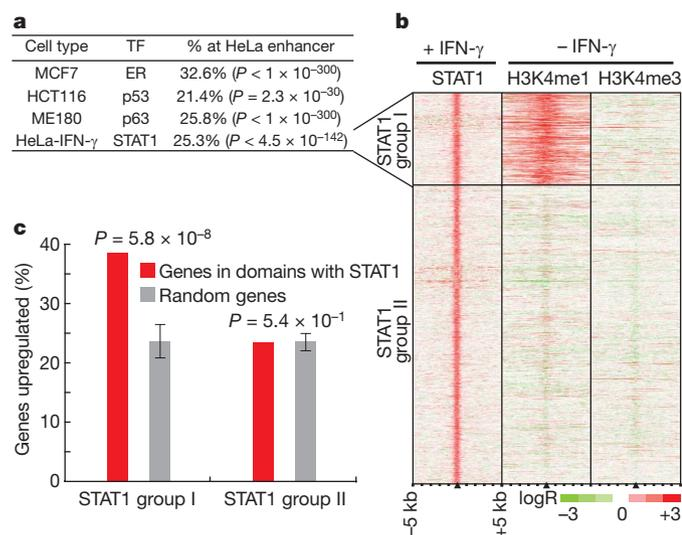 a
Cell type TF % at HeLa enhancer
MCF7 ER 32.6% (P < 1 × 10⁻³⁰⁰)
HCT116 p53 21.4% (P = 2.3 × 10⁻³⁰)
ME180 p63 25.8% (P < 1 × 10⁻³⁰⁰)
HeLa-IFN-γ STAT1 25.3% (P < 4.5 × 10⁻¹⁴²)
b
+ IFN-γ – IFN-γ
STAT1 H3K4me1 H3K4me3
STAT1
group I
STAT1
group II
–5 kb
+5 kb
logR
–3 0 +3
c
P = 5.8 × 10⁻⁸
Genes in domains with STAT1
Random genes
P = 5.4 × 10⁻¹
Genes upregulated (%)
40
30
20
10
0
STAT1 group I STAT1 group II